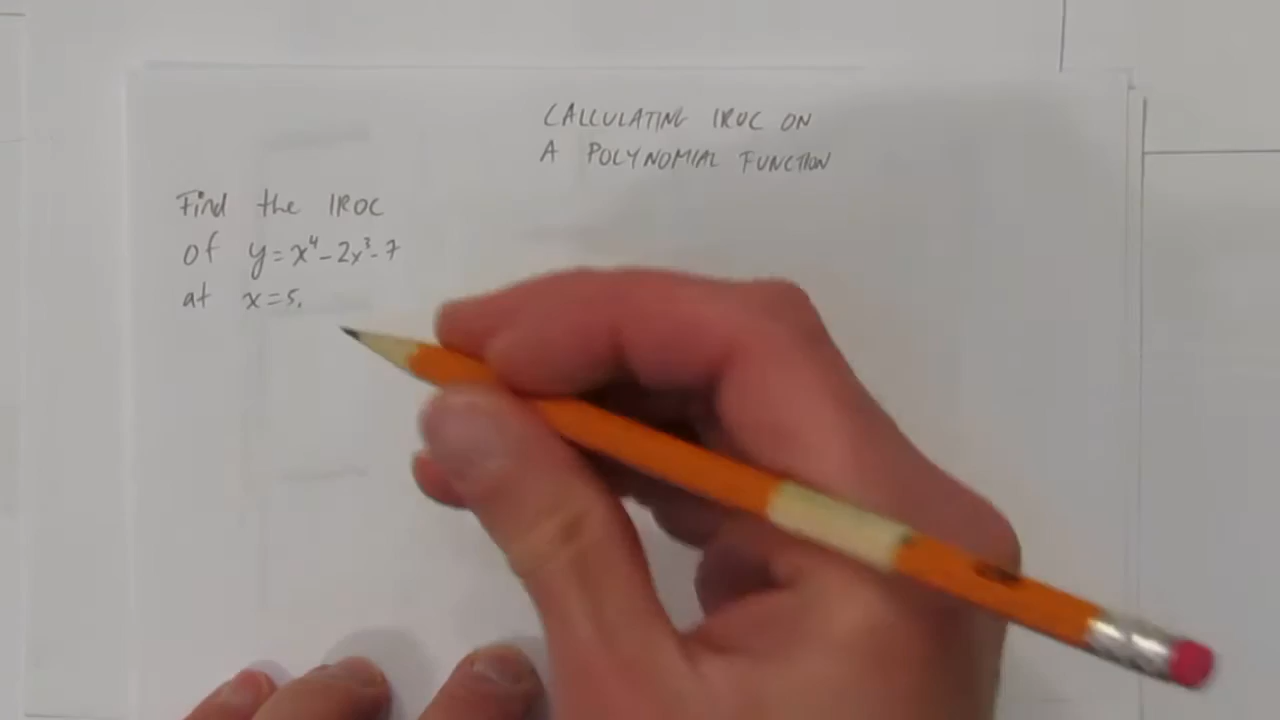 CALCULATING IROC ON
A POLYNOMIAL FUNCTION
Find the IROC
of y=x⁴-2x³-7
at x=5.